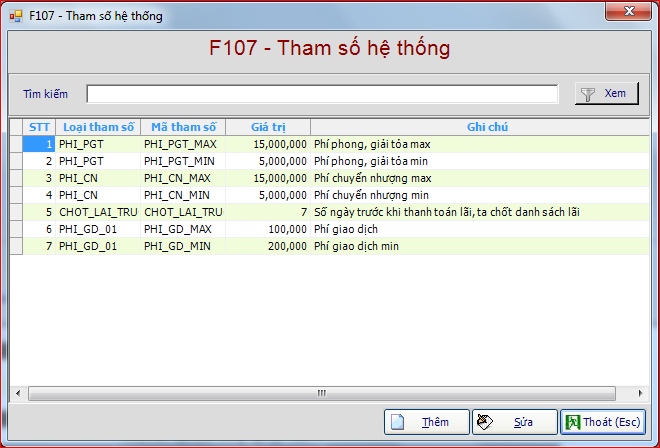 F107 - Tham số hệ thống
F107 - Tham số hệ thống
Tìm kiếm Xem
STT Loại tham số Mã tham số Giá trị Ghi chú
1 PHI_PGT PHI_PGT_MAX 15,000,000 Phí phong, giải tỏa max
2 PHI_PGT PHI_PGT_MIN 5,000,000 Phí phong, giải tỏa min
3 PHI_CN PHI_CN_MAX 15,000,000 Phí chuyển nhượng max
4 PHI_CN PHI_CN_MIN 5,000,000 Phí chuyển nhượng min
5 CHOT_LAI_TRU CHOT_LAI_TRU 7 Số ngày trước khi thanh toán lãi, ta chốt danh sách lãi
6 PHI_GD_01 PHI_GD_MAX 100,000 Phí giao dịch
7 PHI_GD_01 PHI_GD_MIN 200,000 Phí giao dịch min
Thêm Sửa Thoát (Esc)